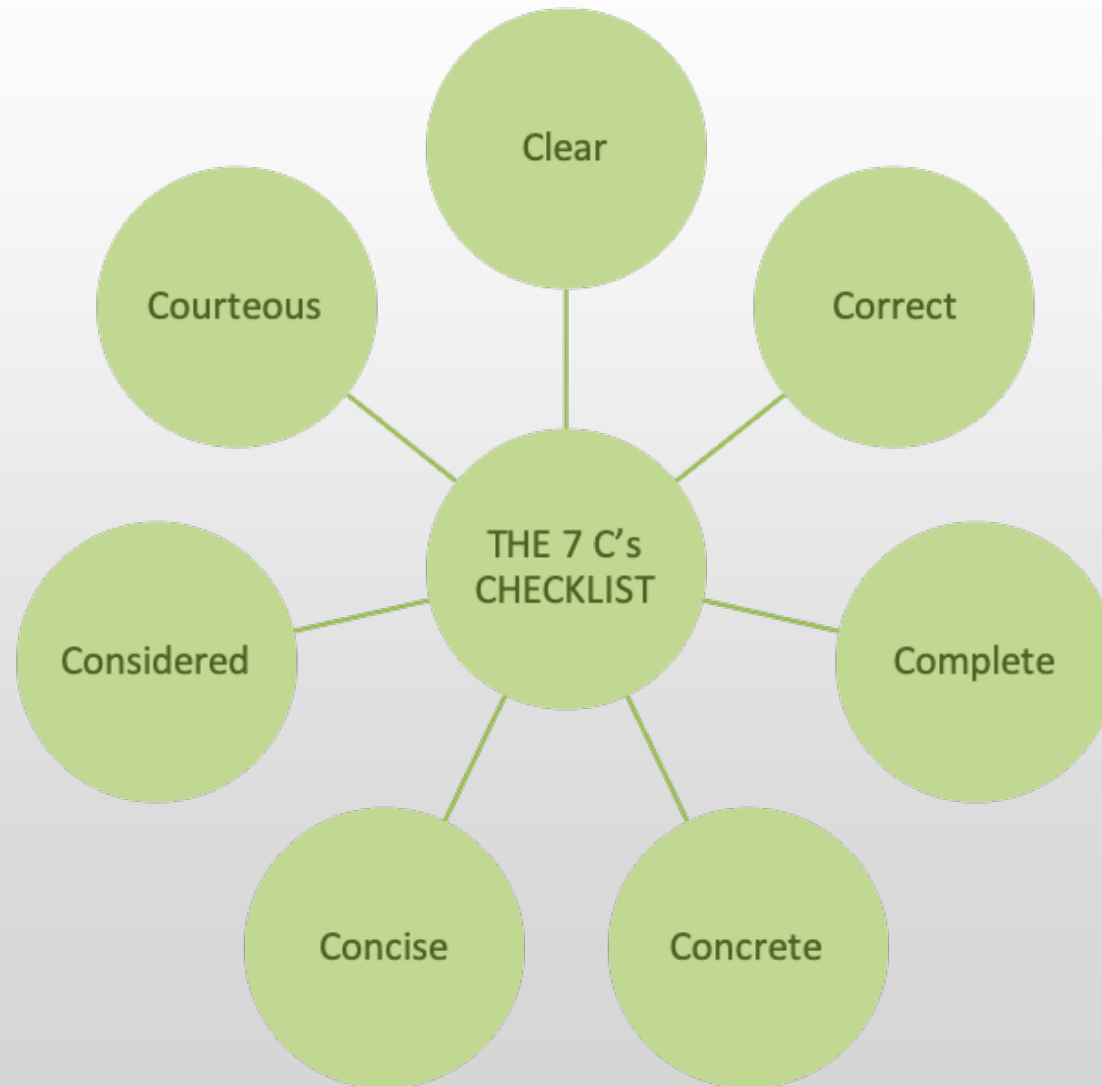 Clear
Correct
Complete
Concrete
Concise
Considered
Courteous
THE 7 C’s
CHECKLIST